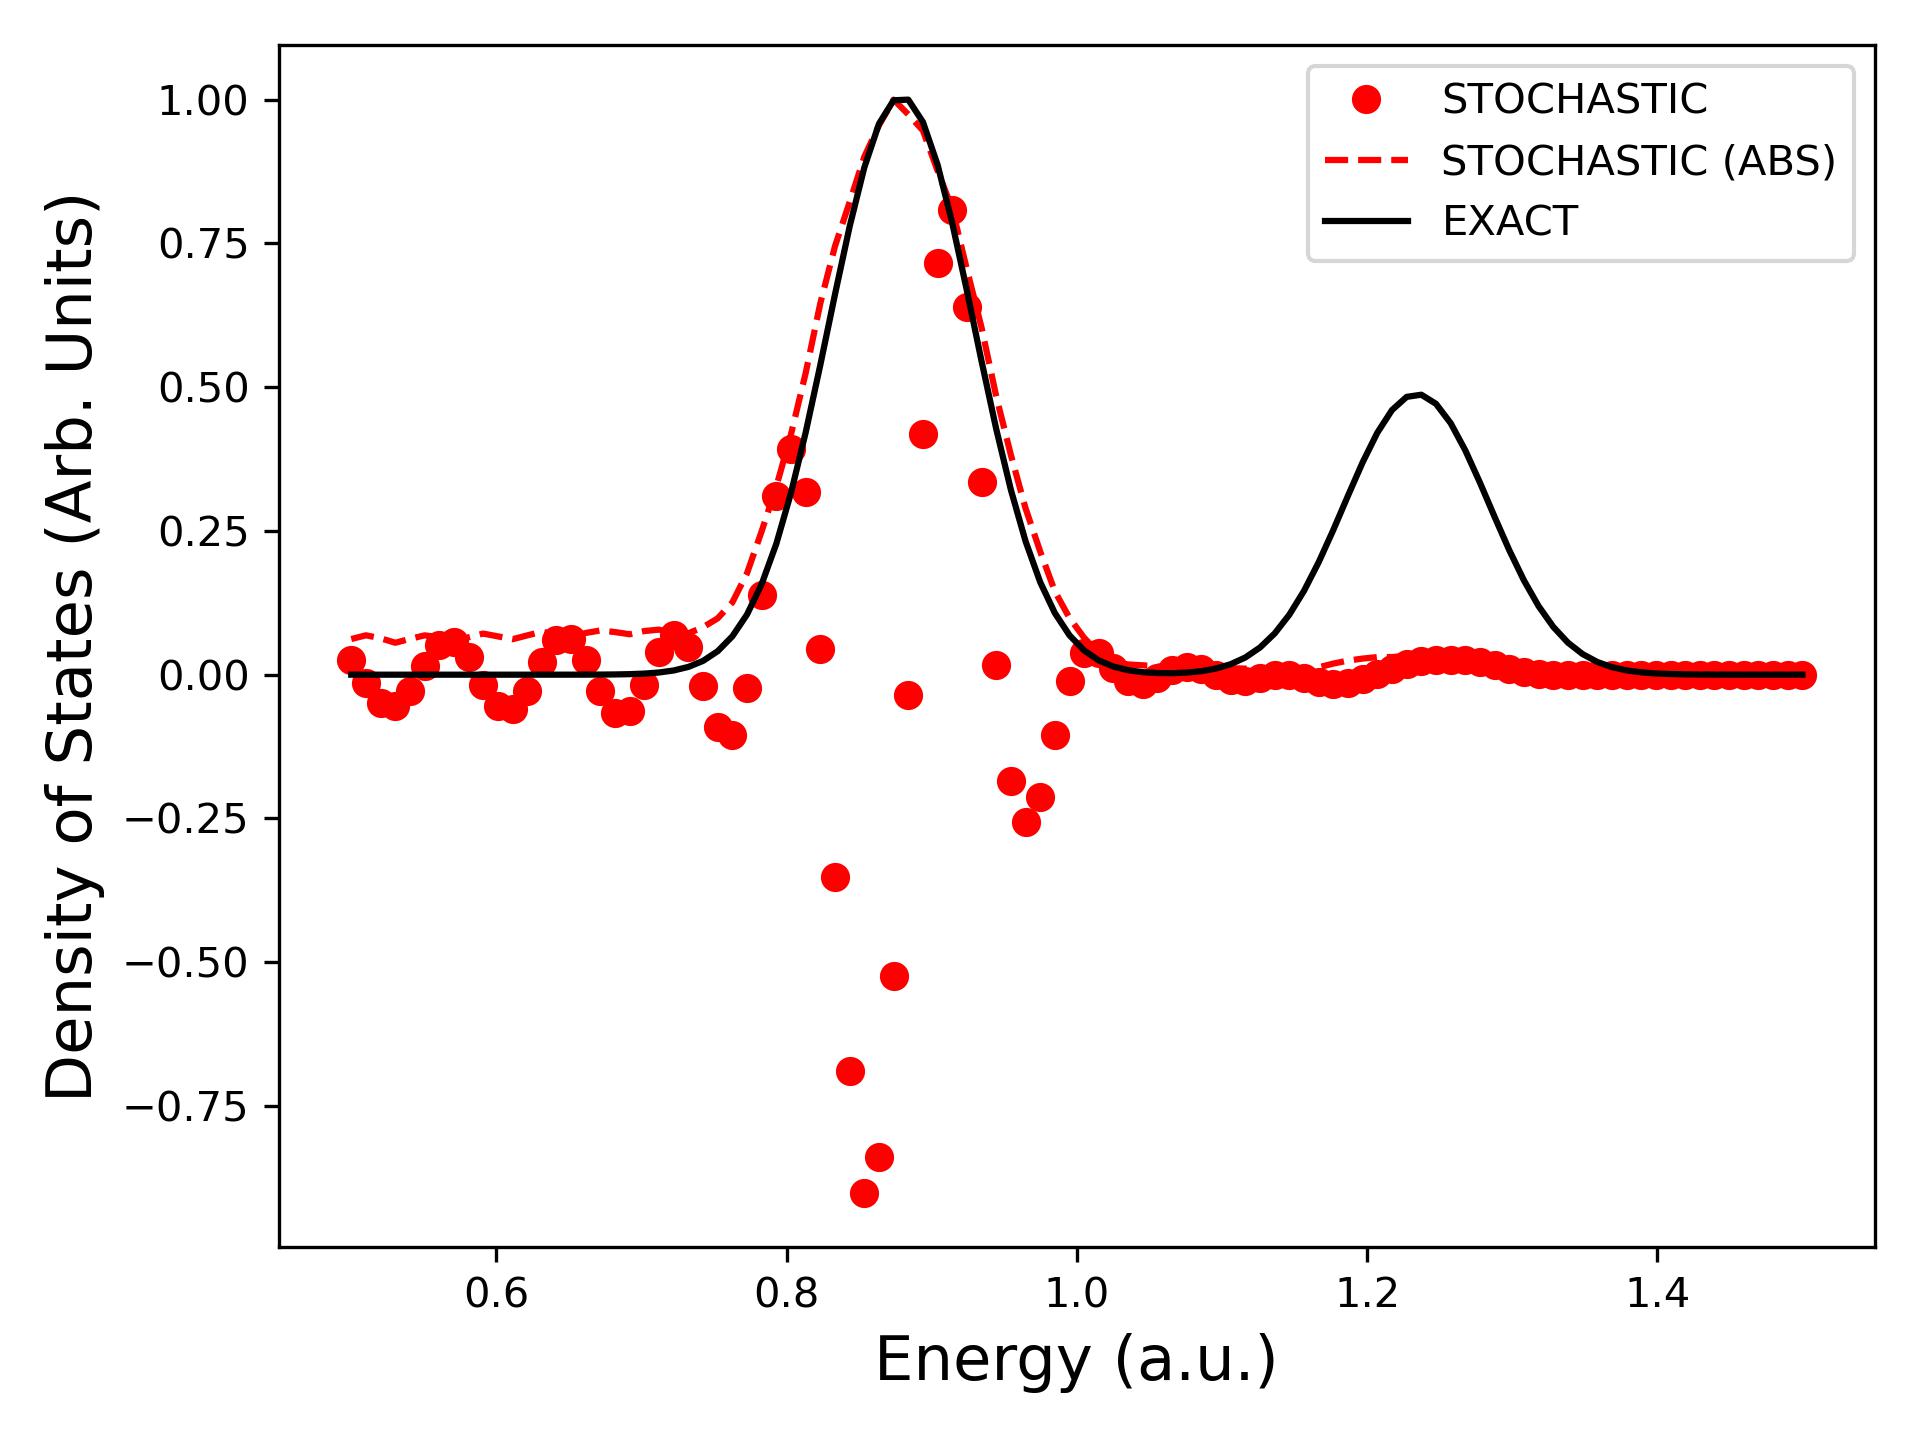 STOCHASTIC
STOCHASTIC (ABS)
EXACT
Density of States (Arb. Units)
1.00
0.75
0.50
0.25
0.00
−0.25
−0.50
−0.75
0.6 0.8 1.0 1.2 1.4
Energy (a.u.)